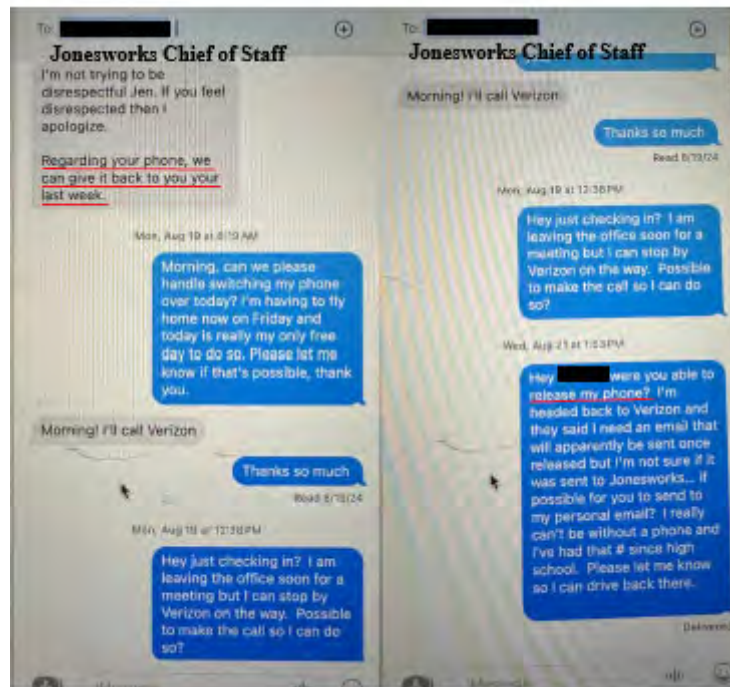 To:
Jonesworks Chief of Staff
I'm not trying to be
disrespectful Jen. If you feel
disrespected then I
apologize.
Regarding your phone, we
can give it back to you your
last week.
Mon, Aug 19 at 8:19 AM
Morning, can we please
handle switching my phone
over today? I'm having to fly
home now on Friday and
today is really my only free
day to do so. Please let me
know if that's possible, thank
you.
Morning! I'll call Verizon
Thanks so much
Read 8/19/24
Mon, Aug 19 at 12:38 PM
Hey just checking in? I am
leaving the office soon for a
meeting but I can stop by
Verizon on the way. Possible
to make the call so I can do
so?
To:
Jonesworks Chief of Staff
Morning! I'll call Verizon
Thanks so much
Read 8/19/24
Mon, Aug 19 at 12:38 PM
Hey just checking in? I am
leaving the office soon for a
meeting but I can stop by
Verizon on the way. Possible
to make the call so I can do
so?
Wed, Aug 21 at
Hey were you able to
release my phone? I'm
headed back to Verizon and
they said I need an email that
will apparently be sent once
released but I'm not sure if it
was sent to Jonesworks... if
possible for you to send to
my personal email? I really
can't be without a phone and
I've had that # since high
school. Please let me know
so I can drive back there.
Delivered